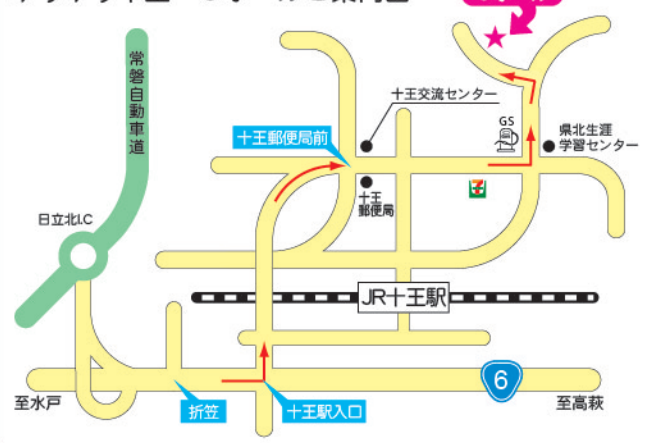 常磐自動車道
十王交流センター
十王郵便局前
GS
県北生涯
学習センター
十王
郵便局
7
日立北I.C
JR十王駅
6
至水戸
折笠
十王駅入口
至高萩